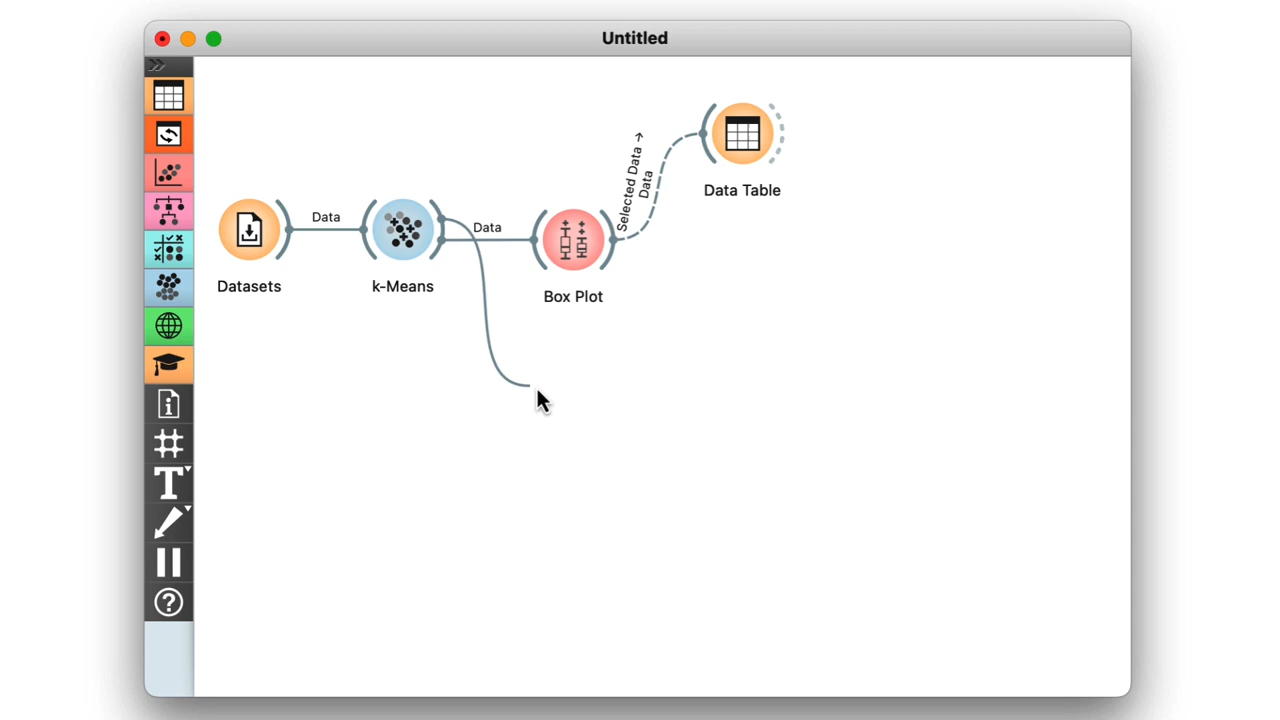 Untitled
Datasets
Data
k-Means
Data
Box Plot
Selected Data →
Data
Data Table